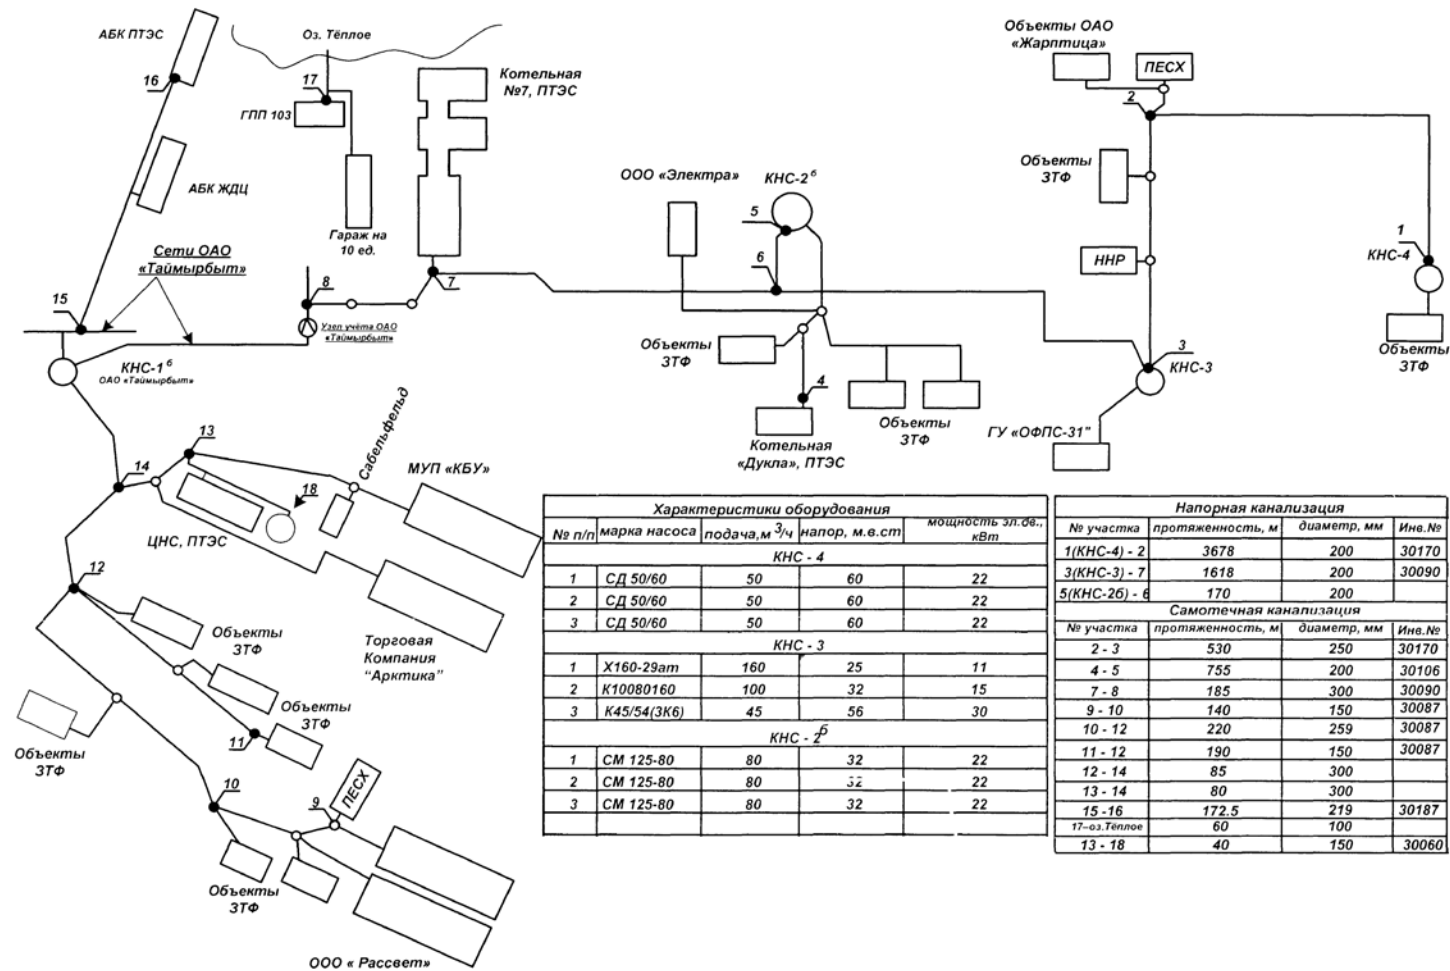 АБК ПТЭС
16
АБК ЖДЦ
Сети ОАО
«Таймырбыт»
15
КНС-1 б
ОАО «Таймырбыт»
Оз. Тёплое
17
ГПП 103
Гараж на
10 ед.
Котельная
№7, ПТЭС
7
8
Узел учёта ОАО
«Таймырбыт»
ООО «Электра»
КНС-2 б
5
6
Объекты
ЗТФ
4
Котельная
«Дукла», ПТЭС
Объекты
ЗТФ
Объекты ОАО
«Жарптица»
ПЕСХ
2
Объекты
ЗТФ
ННР
3
КНС-3
ГУ «ОФПС-31"
1
КНС-4
Объекты
ЗТФ
13
14
18
ЦНС, ПТЭС
Сабельфельд
МУП «КБУ»
Торговая
Компания
"Арктика"
12
Объекты
ЗТФ
Объекты
ЗТФ
11
Объекты
ЗТФ
10
9
ПЕСХ
Объекты
ЗТФ
ООО « Рассвет»
Характеристики оборудования
№ п/п марка насоса подача,м 3/ч напор, м.в.ст мощность эл.дв., кВт
КНС - 4
1 СД 50/60 50 60 22
2 СД 50/60 50 60 22
3 СД 50/60 50 60 22
КНС - 3
1 Х160-29ат 160 25 11
2 К10080160 100 32 15
3 К45/54(3К6) 45 56 30
КНС - 2 б
1 СМ 125-80 80 32 22
2 СМ 125-80 80 32 22
3 СМ 125-80 80 32 22
Напорная канализация
№ участка протяженность, м диаметр, мм Инв.№
1(КНС-4) - 2 3678 200 30170
3(КНС-3) - 7 1618 200 30090
5(КНС-2б) - 6 170 200
Самотечная канализация
№ участка протяженность, м диаметр, мм Инв.№
2 - 3 530 250 30170
4 - 5 755 200 30106
7 - 8 185 300 30090
9 - 10 140 150 30087
10 - 12 220 259 30087
11 - 12 190 150 30087
12 - 14 85 300
13 - 14 80 300
15 -16 172.5 219 30187
17–оз.Тёплое 60 100
13 - 18 40 150 30060